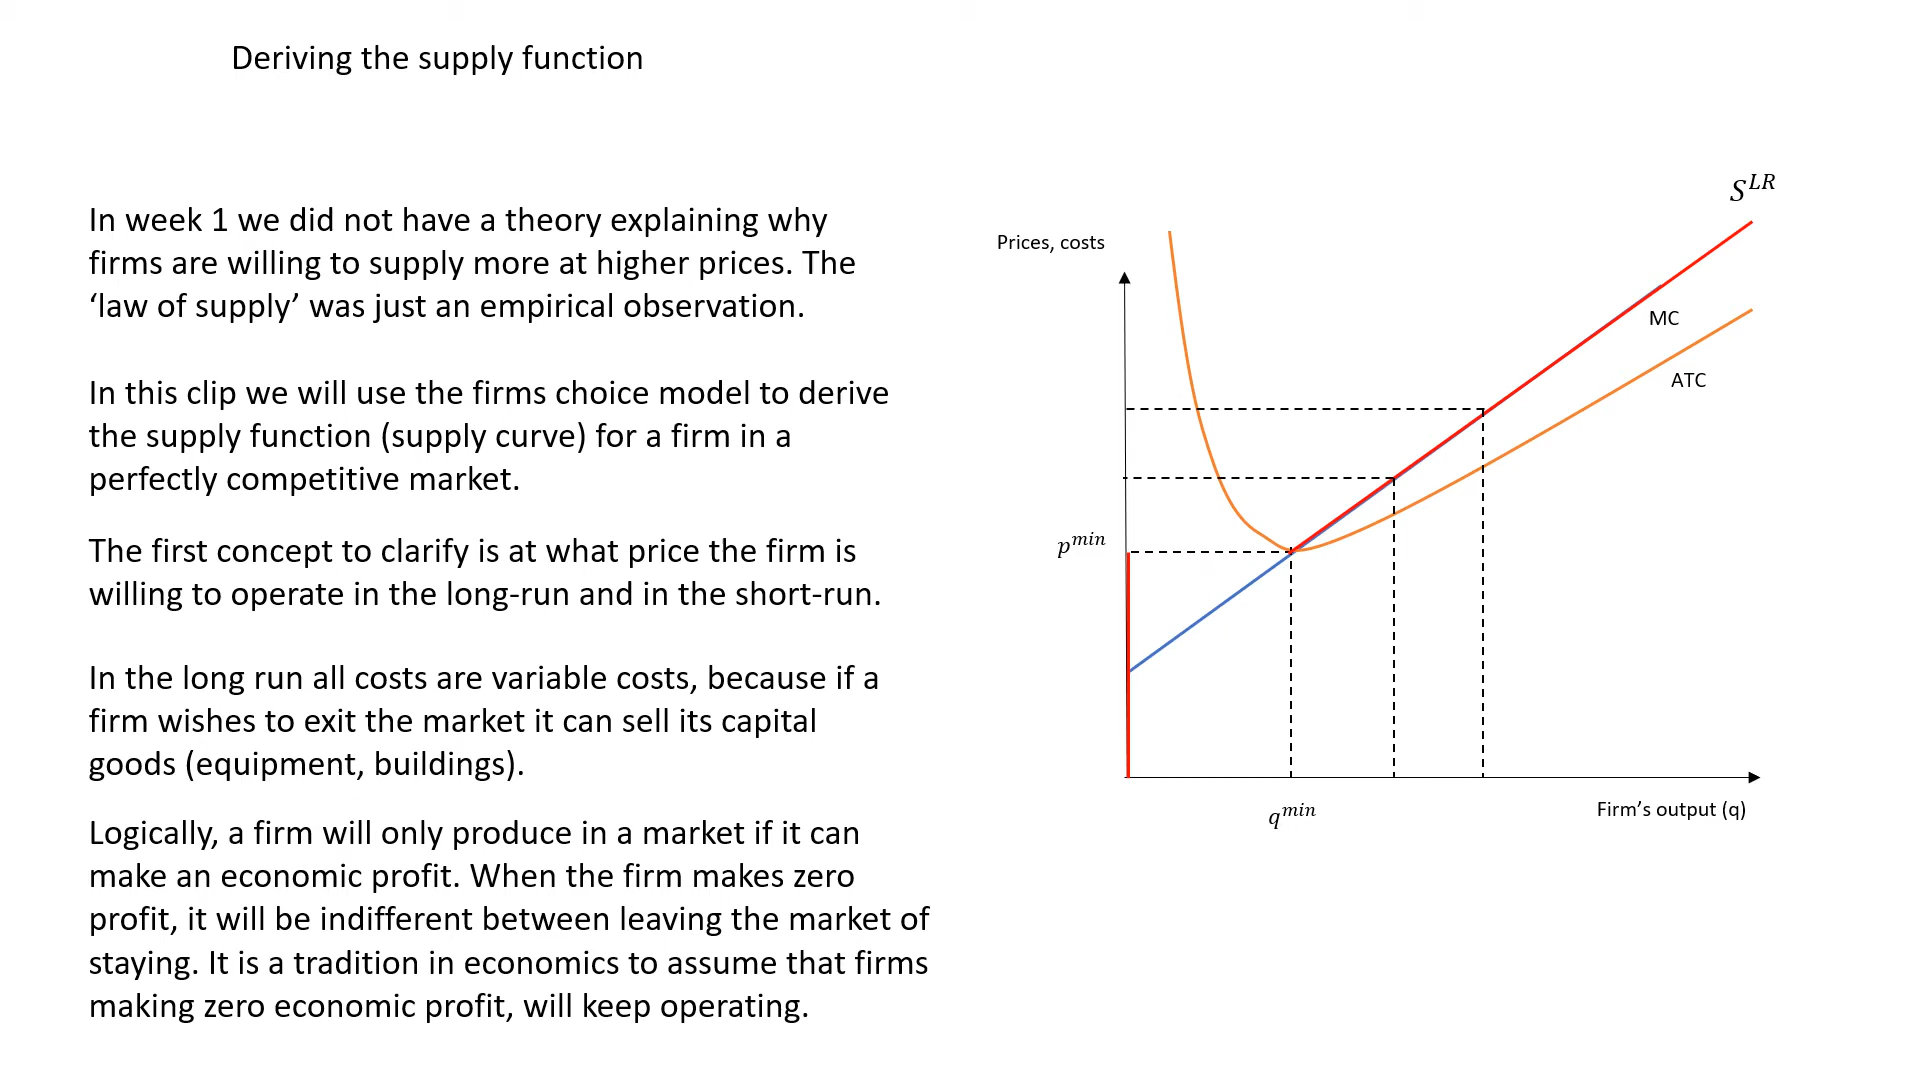 Deriving the supply function
In week 1 we did not have a theory explaining why
firms are willing to supply more at higher prices. The
‘law of supply’ was just an empirical observation.
In this clip we will use the firms choice model to derive
the supply function (supply curve) for a firm in a
perfectly competitive market.
The first concept to clarify is at what price the firm is
willing to operate in the long-run and in the short-run.
In the long run all costs are variable costs, because if a
firm wishes to exit the market it can sell its capital
goods (equipment, buildings).
Logically, a firm will only produce in a market if it can
make an economic profit. When the firm makes zero
profit, it will be indifferent between leaving the market of
staying. It is a tradition in economics to assume that firms
making zero economic profit, will keep operating.
S^LR
Prices, costs
MC
ATC
p^min
q^min
Firm’s output (q)